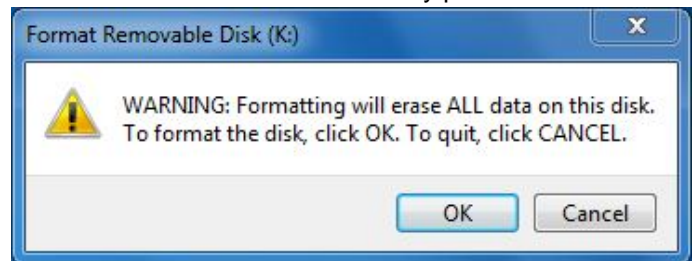 Format Removable Disk (K:)
WARNING: Formatting will erase ALL data on this disk.
To format the disk, click OK. To quit, click CANCEL.
OK Cancel